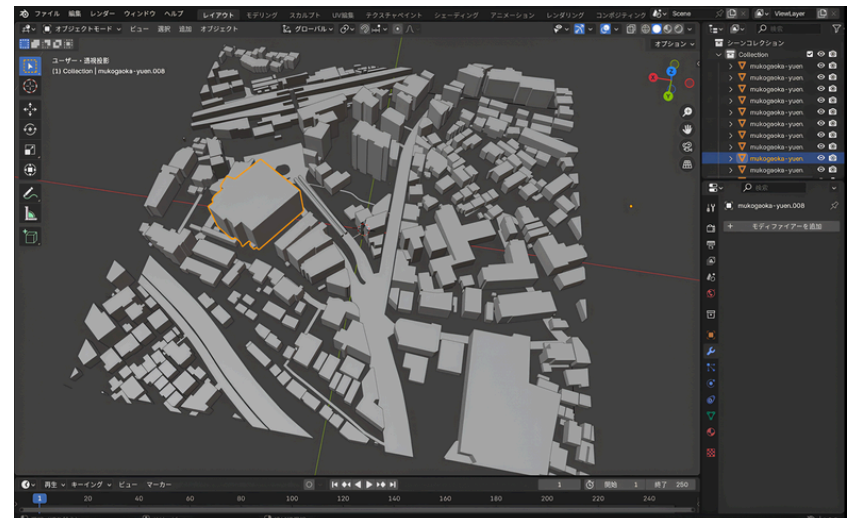 ファイル 編集 レンダー ウィンドウ ヘルプ レイアウト モデリング スカルプト UV編集 テクスチャペイント シェーディング アニメーション レンダリング コンポジティング Scene ViewLayer
オブジェクトモード ビュー 選択 追加 オブジェクト グローバル 検索
オプション
シーンコレクション
ユーザー・透視投影
(1) Collection | mukogaoka-yuen.008
Collection
mukogaoka-yuen
mukogaoka-yuen.
mukogaoka-yuen.
mukogaoka-yuen.
mukogaoka-yuen.
mukogaoka-yuen.
mukogaoka-yuen.
mukogaoka-yuen.
mukogaoka-yuen.
検索
mukogaoka-yuen.008
+ モディファイアーを追加
X
Z
Y
再生 キーイング ビュー マーカー 1 開始 1 終了 250
1 20 40 60 80 100 120 140 160 180 200 220 240